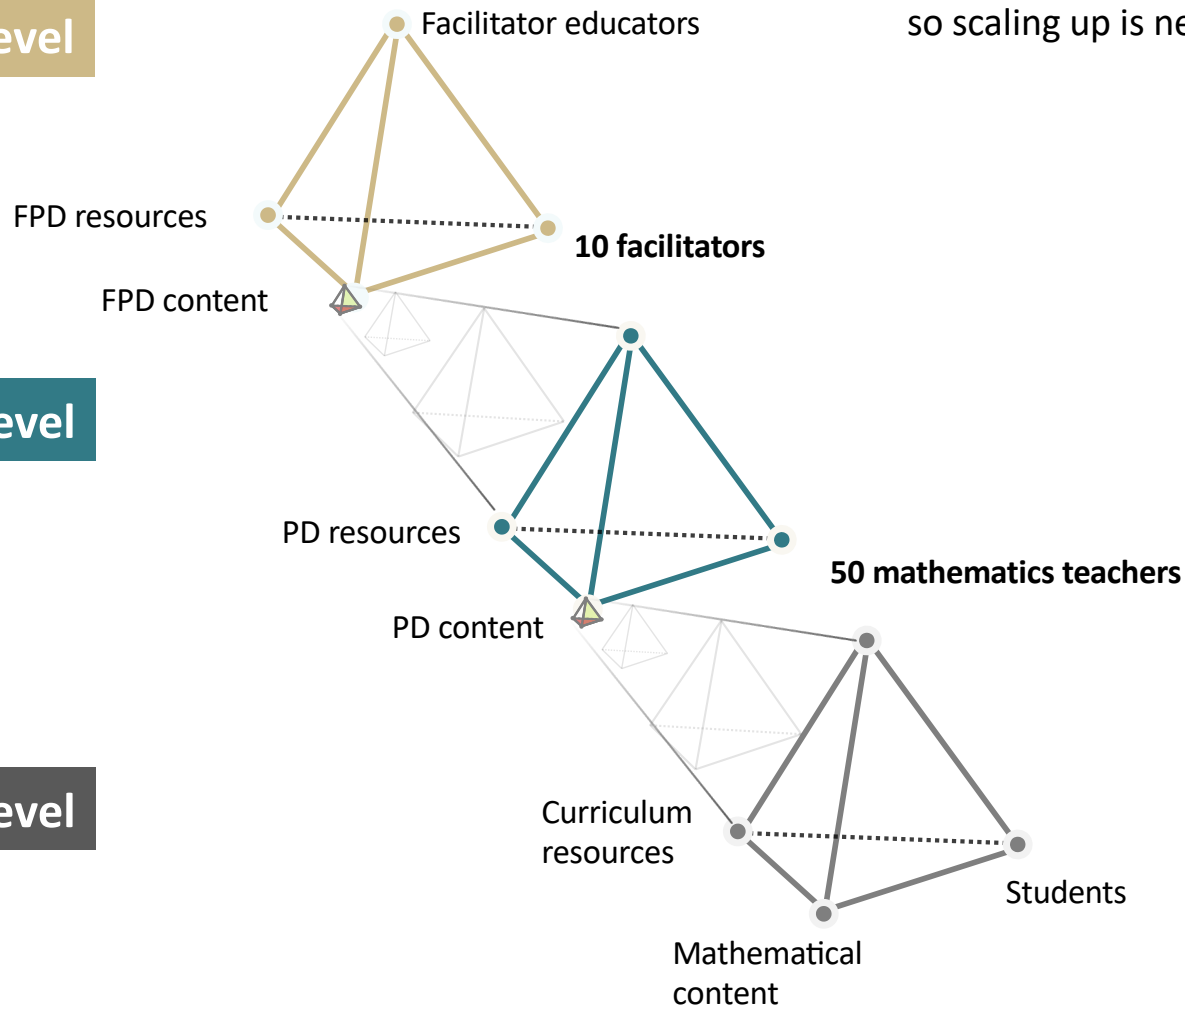 evel
Facilitator educators
so scaling up is ne
FPD resources
10 facilitators
FPD content
evel
PD resources
50 mathematics teachers
PD content
evel
Curriculum
resources
Students
Mathematical
content